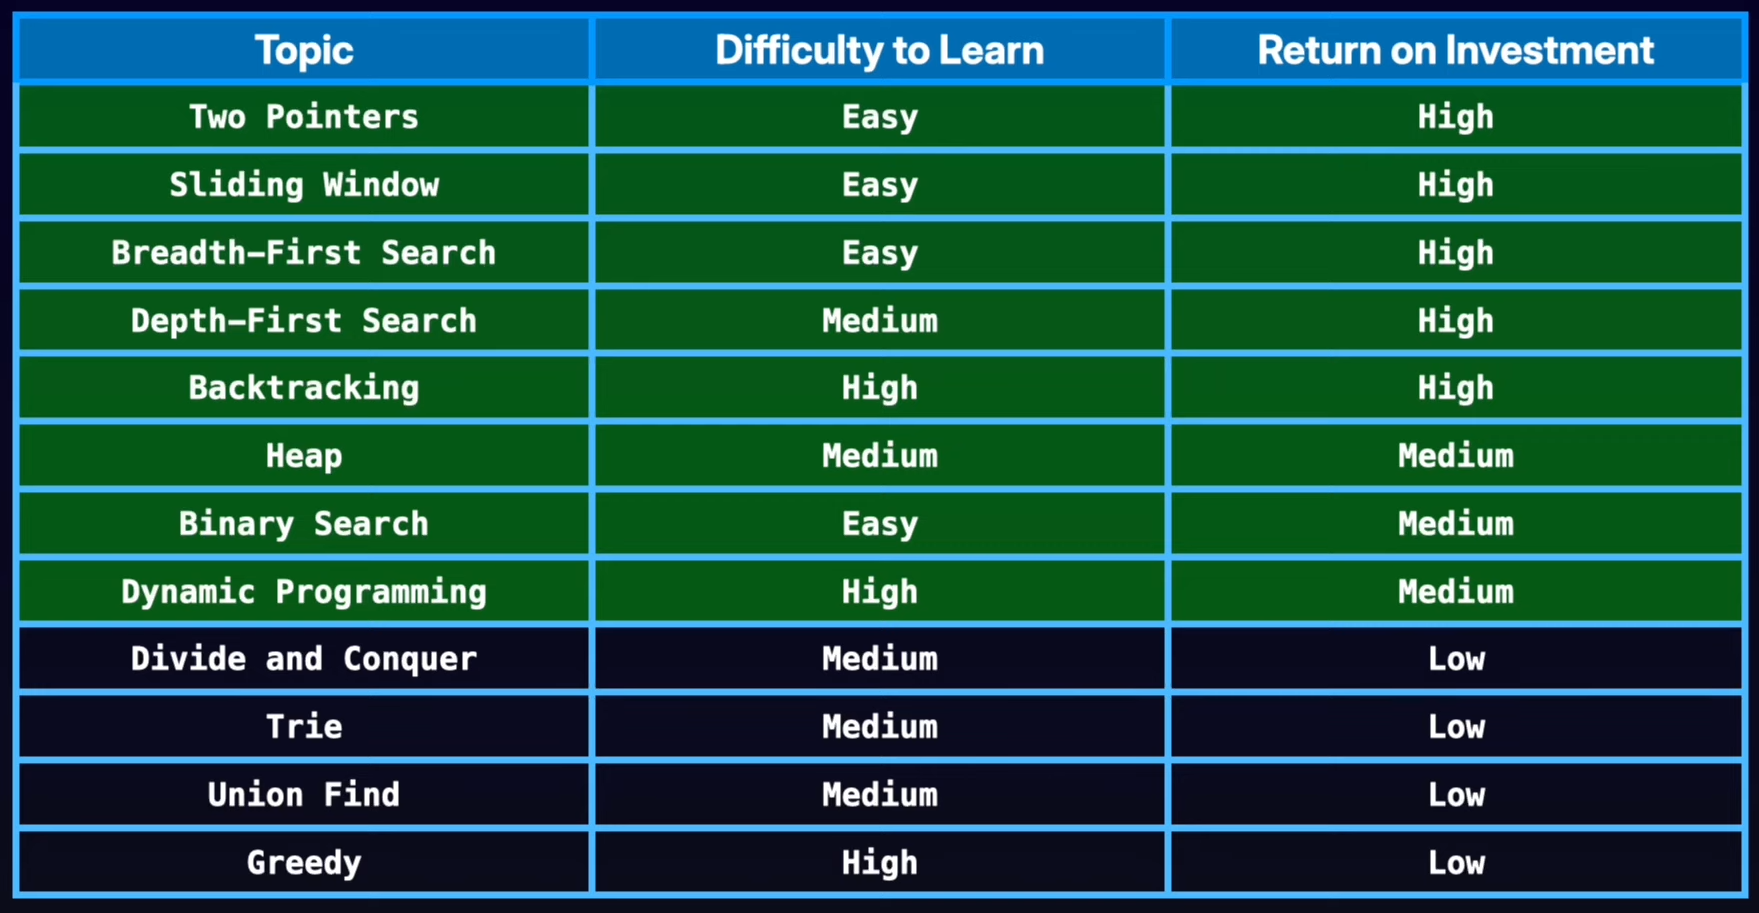 Topic Difficulty to Learn Return on Investment
Two Pointers Easy High
Sliding Window Easy High
Breadth-First Search Easy High
Depth-First Search Medium High
Backtracking High High
Heap Medium Medium
Binary Search Easy Medium
Dynamic Programming High Medium
Divide and Conquer Medium Low
Trie Medium Low
Union Find Medium Low
Greedy High Low